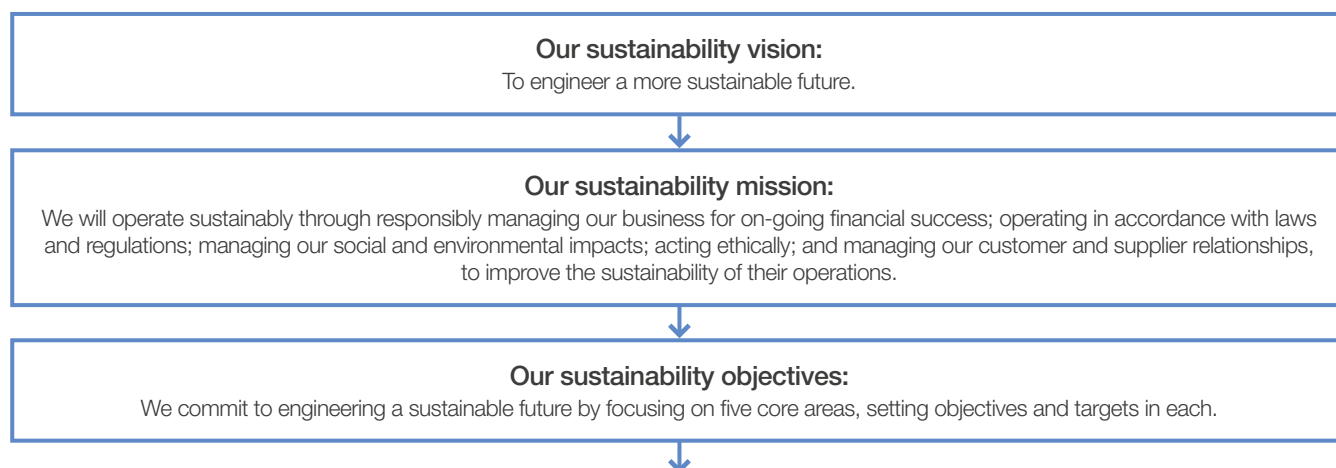 Our sustainability vision:
To engineer a more sustainable future.
Our sustainability mission:
We will operate sustainably through responsibly managing our business for on-going financial success; operating in accordance with laws
and regulations; managing our social and environmental impacts; acting ethically; and managing our customer and supplier relationships,
to improve the sustainability of their operations.
Our sustainability objectives:
We commit to engineering a sustainable future by focusing on five core areas, setting objectives and targets in each.